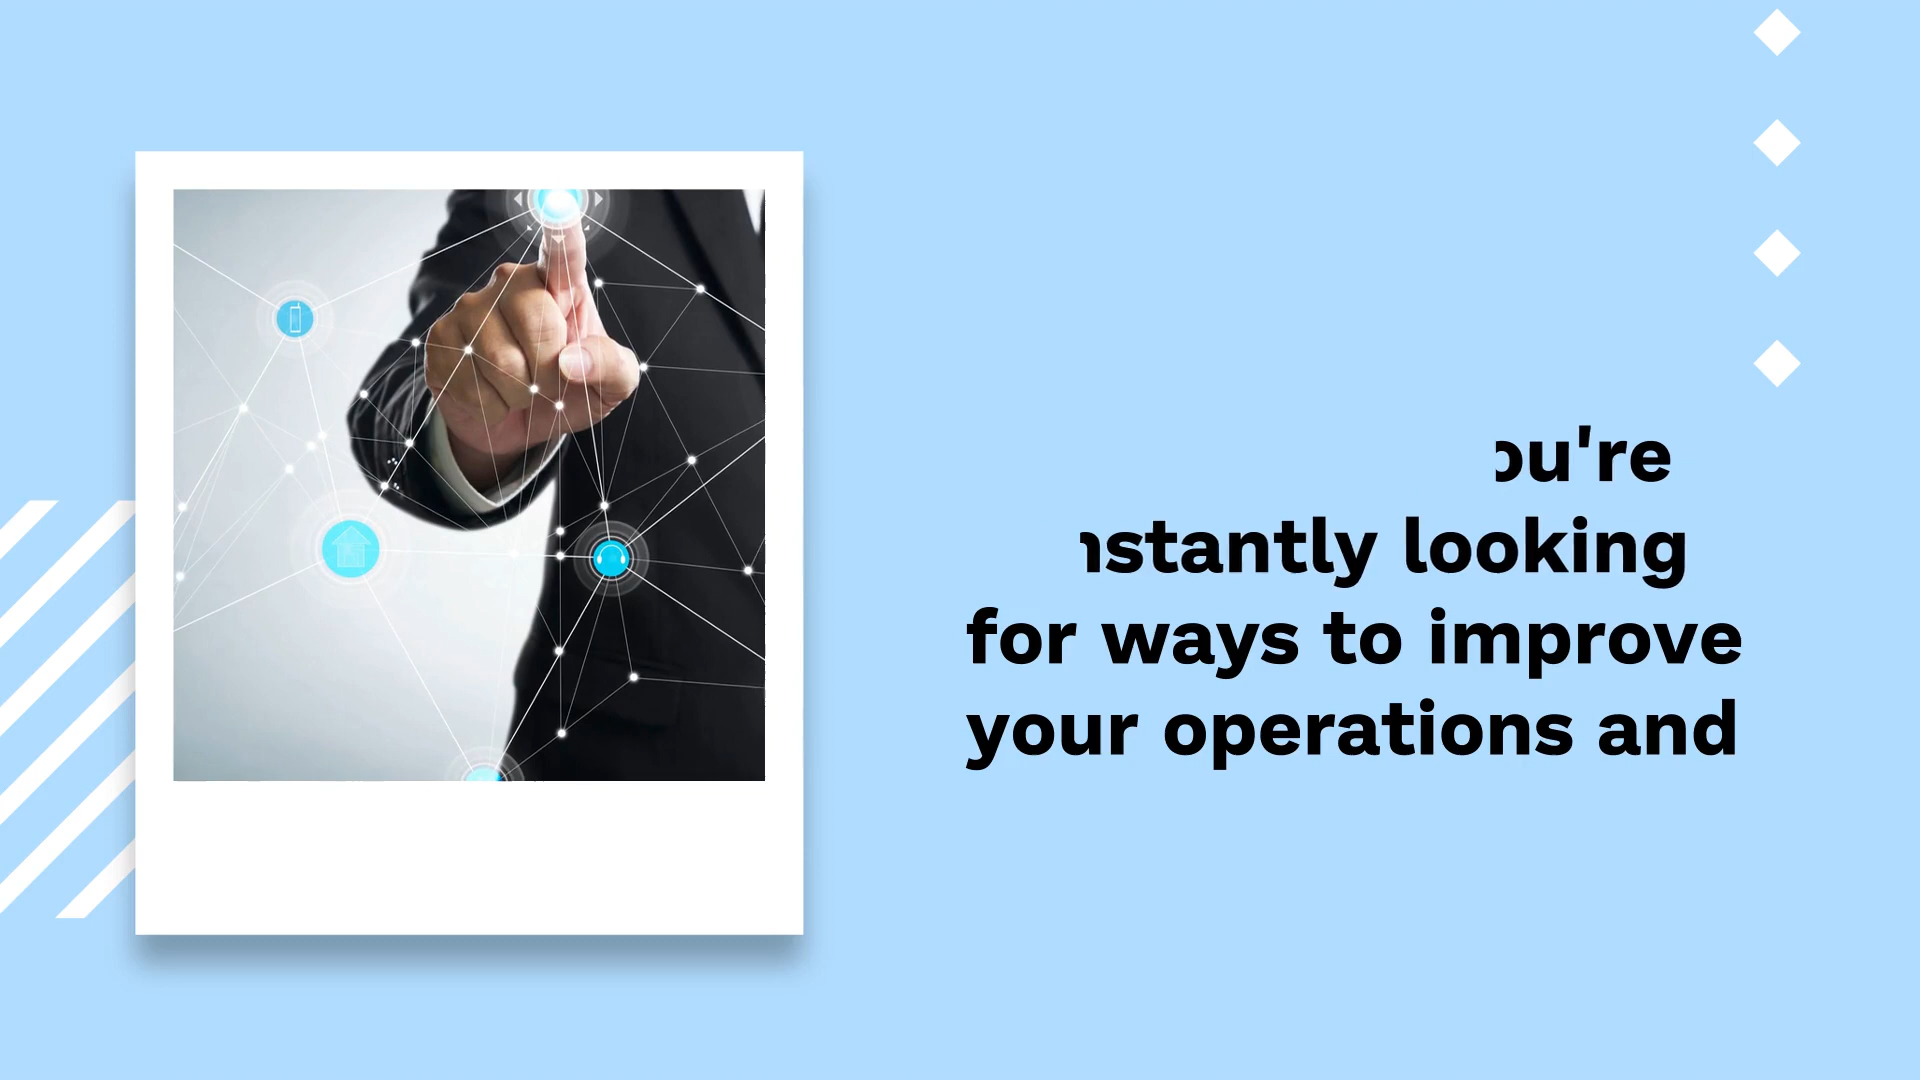 ou're
nstantly looking
for ways to improve
your operations and